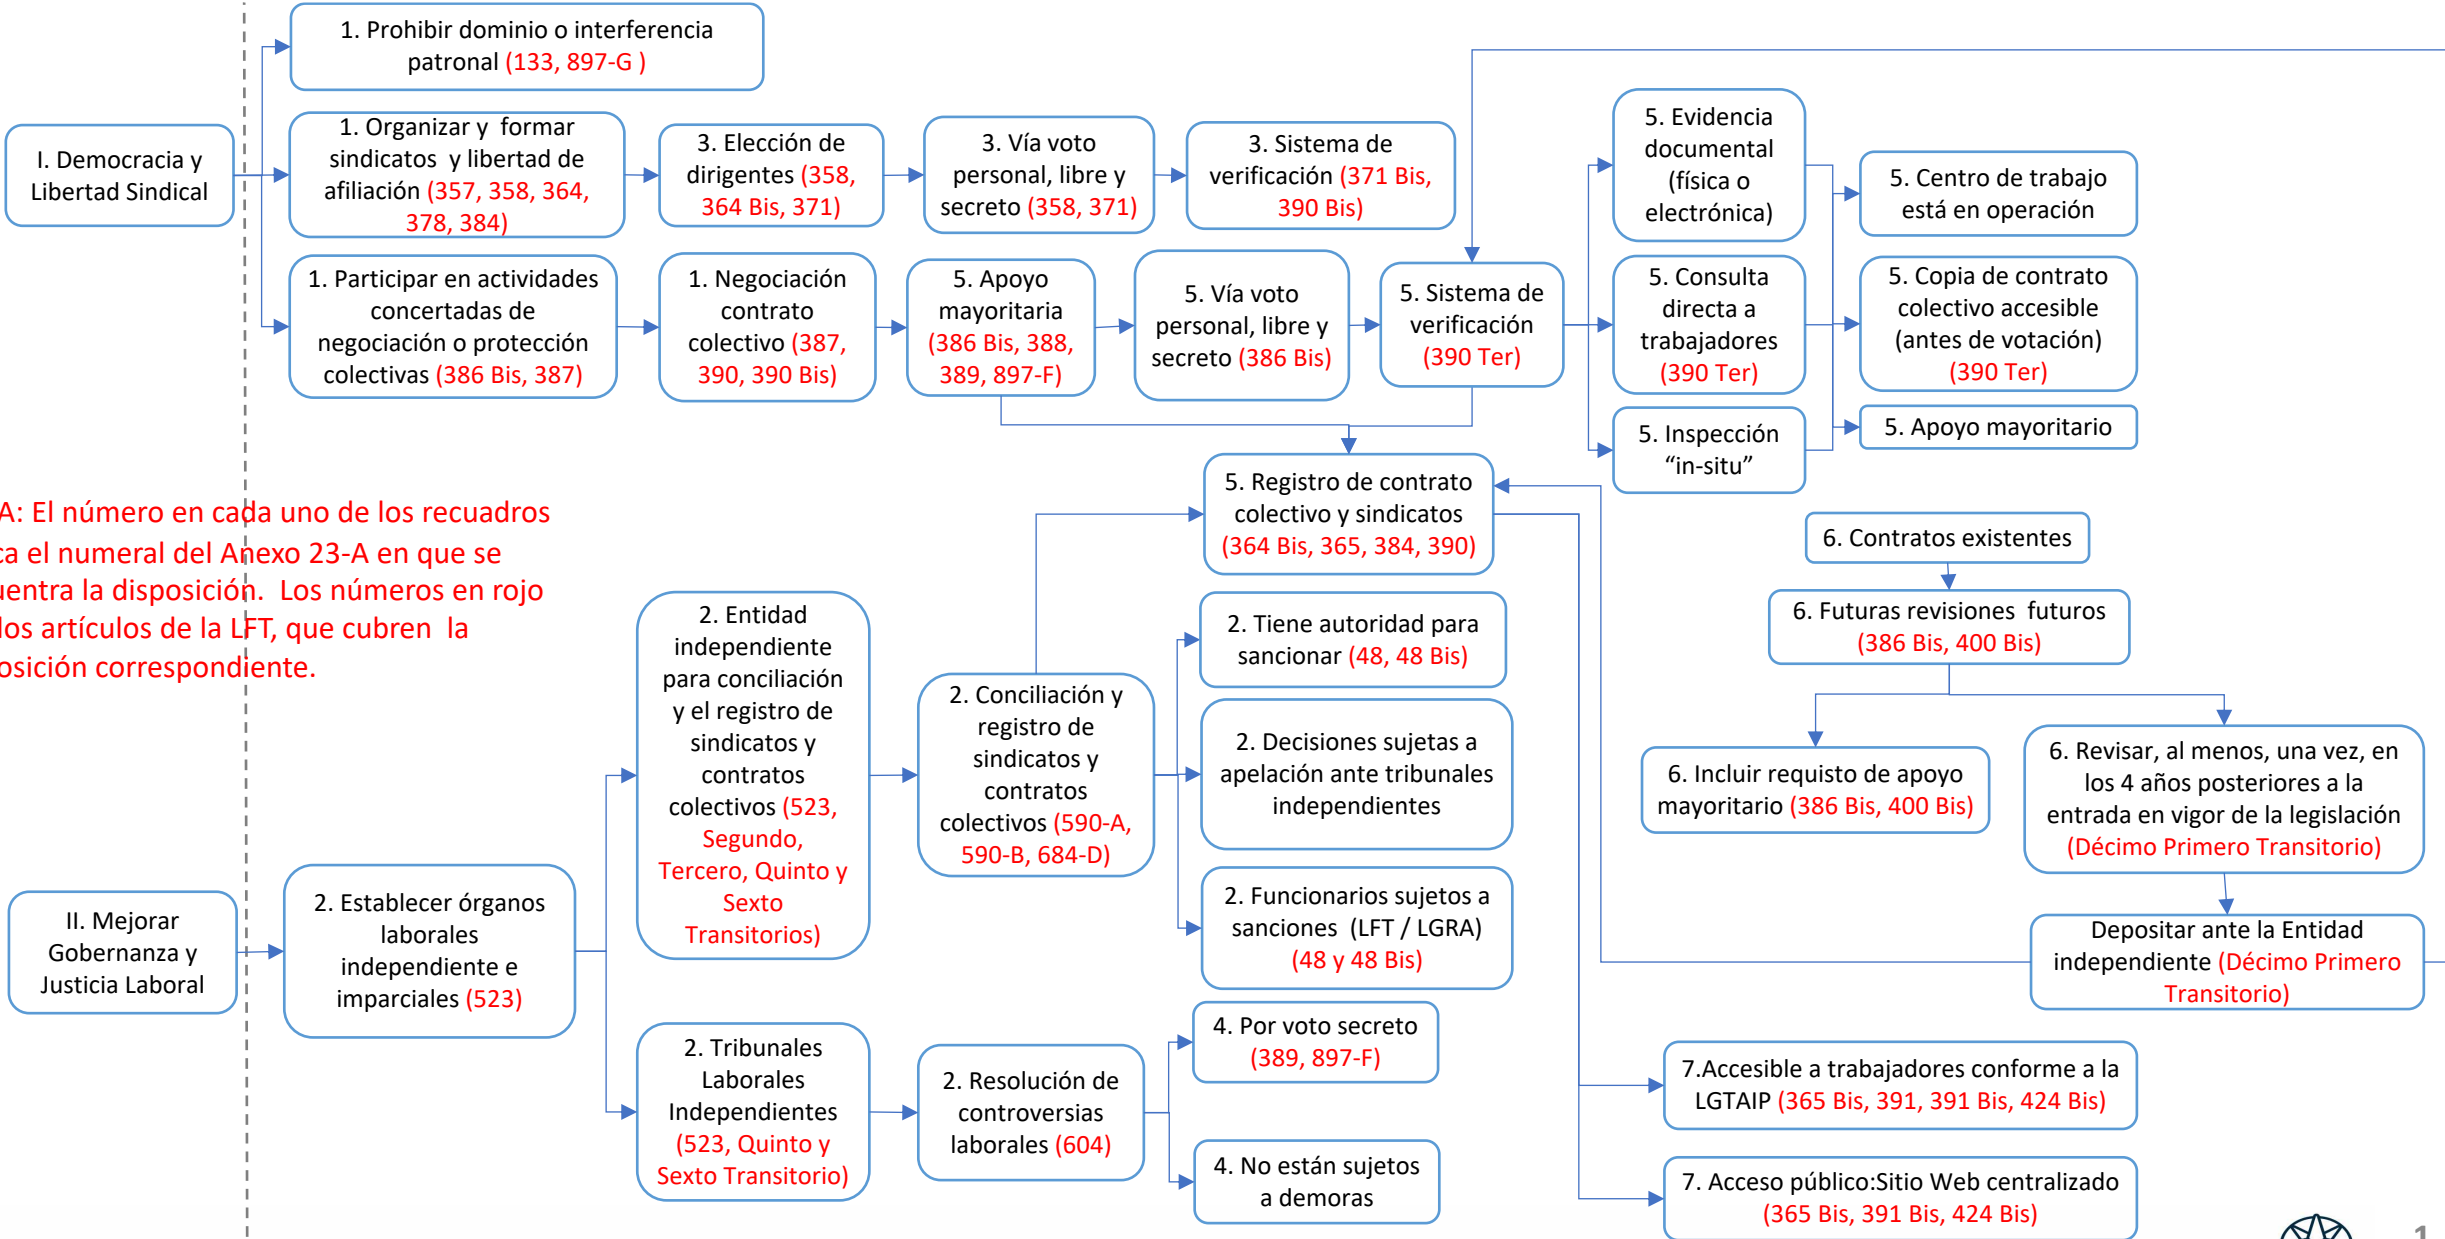 1. Prohibir dominio o interferencia
patronal (133, 897-G )
I. Democracia y
Libertad Sindical
1. Organizar y formar
sindicatos y libertad de
afiliación (357, 358, 364,
378, 384)
3. Elección de
dirigentes (358,
364 Bis, 371)
3. Vía voto
personal, libre y
secreto (358, 371)
3. Sistema de
verificación (371 Bis,
390 Bis)
1. Participar en actividades
concertadas de
negociación o protección
colectivas (386 Bis, 387)
1. Negociación
contrato
colectivo (387,
390, 390 Bis)
5. Apoyo
mayoritaria
(386 Bis, 388,
389, 897-F)
5. Vía voto
personal, libre y
secreto (386 Bis)
5. Sistema de
verificación
(390 Ter)
5. Evidencia
documental
(física o
electrónica)
5. Consulta
directa a
trabajadores
(390 Ter)
5. Inspección
“in-situ”
5. Centro de trabajo
está en operación
5. Copia de contrato
colectivo accesible
(antes de votación)
(390 Ter)
5. Apoyo mayoritario
A: El número en cada uno de los recuadros
ca el numeral del Anexo 23-A en que se
uentra la disposición. Los números en rojo
los artículos de la LFT, que cubren la
osición correspondiente.
5. Registro de contrato
colectivo y sindicatos
(364 Bis, 365, 384, 390)
6. Contratos existentes
6. Futuras revisiones futuros
(386 Bis, 400 Bis)
6. Incluir requisto de apoyo
mayoritario (386 Bis, 400 Bis)
6. Revisar, al menos, una vez, en
los 4 años posteriores a la
entrada en vigor de la legislación
(Décimo Primero Transitorio)
Depositar ante la Entidad
independiente (Décimo Primero
Transitorio)
II. Mejorar
Gobernanza y
Justicia Laboral
2. Establecer órganos
laborales
independiente e
imparciales (523)
2. Entidad
independiente
para conciliación
y el registro de
sindicatos y
contratos
colectivos (523,
Segundo,
Tercero, Quinto y
Sexto
Transitorios)
2. Conciliación y
registro de
sindicatos y
contratos
colectivos (590-A,
590-B, 684-D)
2. Tiene autoridad para
sancionar (48, 48 Bis)
2. Decisiones sujetas a
apelación ante tribunales
independientes
2. Funcionarios sujetos a
sanciones (LFT / LGRA)
(48 y 48 Bis)
2. Tribunales
Laborales
Independientes
(523, Quinto y
Sexto Transitorio)
2. Resolución de
controversias
laborales (604)
4. Por voto secreto
(389, 897-F)
4. No están sujetos
a demoras
7.Accesible a trabajadores conforme a la
LGTAIP (365 Bis, 391, 391 Bis, 424 Bis)
7. Acceso público:Sitio Web centralizado
(365 Bis, 391 Bis, 424 Bis)
1